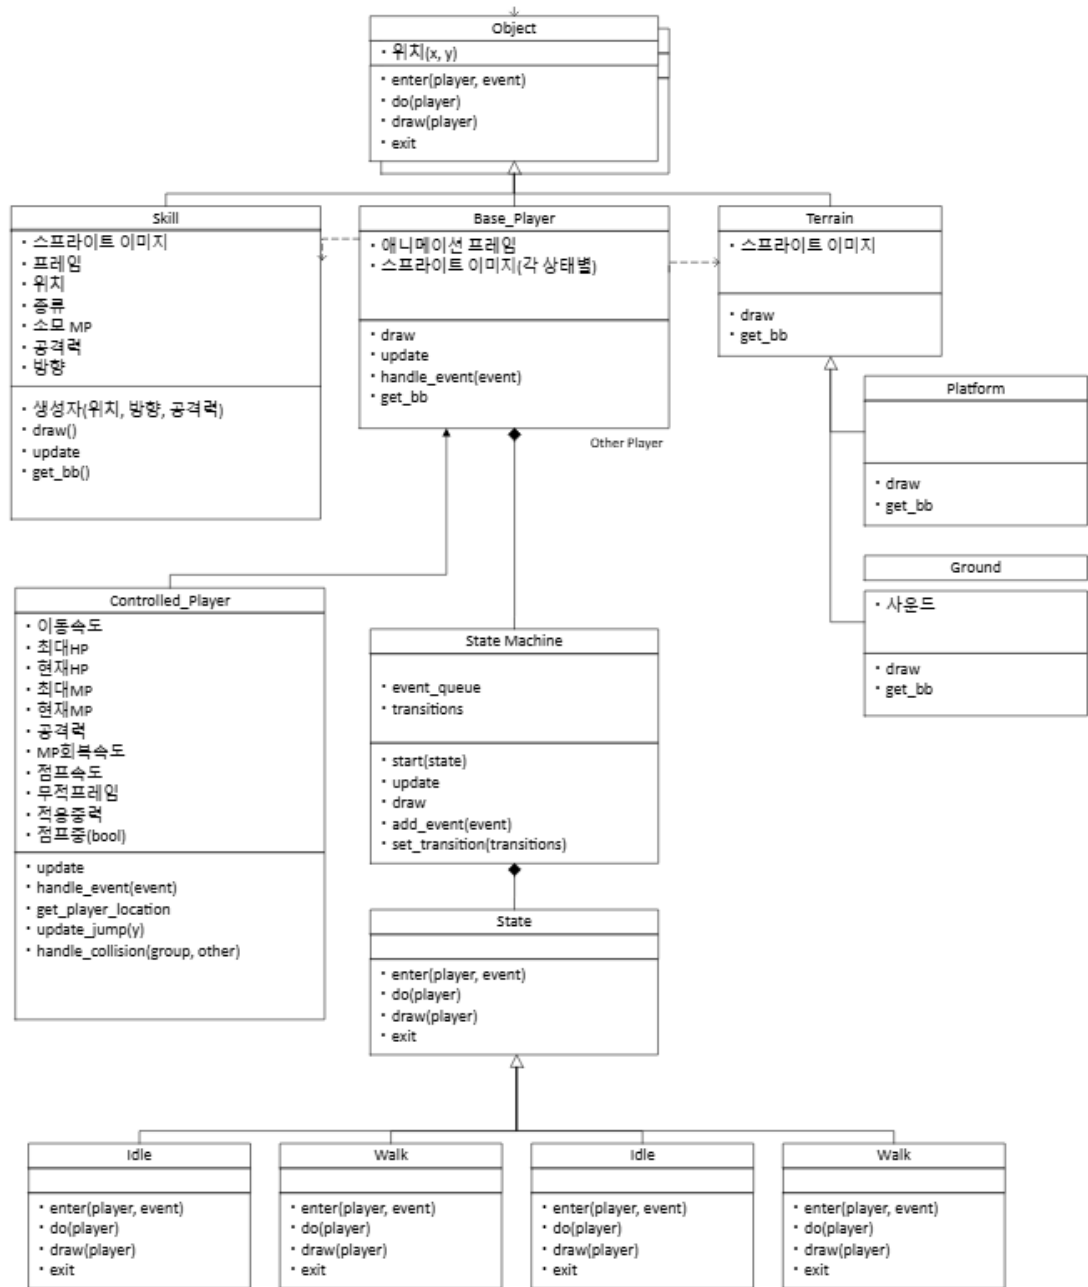 Object
· 위치(x, y)
· enter(player, event)
· do(player)
· draw(player)
· exit
Skill
· 스프라이트 이미지
· 프레임
· 위치
· 종류
· 소모 MP
· 공격력
· 방향
· 생성자(위치, 방향, 공격력)
· draw()
· update
· get_bb()
Base_Player
· 애니메이션 프레임
· 스프라이트 이미지(각 상태별)
· draw
· update
· handle_event(event)
· get_bb
Other Player
Terrain
· 스프라이트 이미지
· draw
· get_bb
Platform
· draw
· get_bb
Ground
· 사운드
· draw
· get_bb
Controlled_Player
· 이동속도
· 최대HP
· 현재HP
· 최대MP
· 현재MP
· 공격력
· MP회복속도
· 점프속도
· 무적프레임
· 적용중력
· 점프중(bool)
· update
· handle_event(event)
· get_player_location
· update_jump(y)
· handle_collision(group, other)
State Machine
· event_queue
· transitions
· start(state)
· update
· draw
· add_event(event)
· set_transition(transitions)
State
· enter(player, event)
· do(player)
· draw(player)
· exit
Idle
· enter(player, event)
· do(player)
· draw(player)
· exit
Walk
· enter(player, event)
· do(player)
· draw(player)
· exit
Idle
· enter(player, event)
· do(player)
· draw(player)
· exit
Walk
· enter(player, event)
· do(player)
· draw(player)
· exit